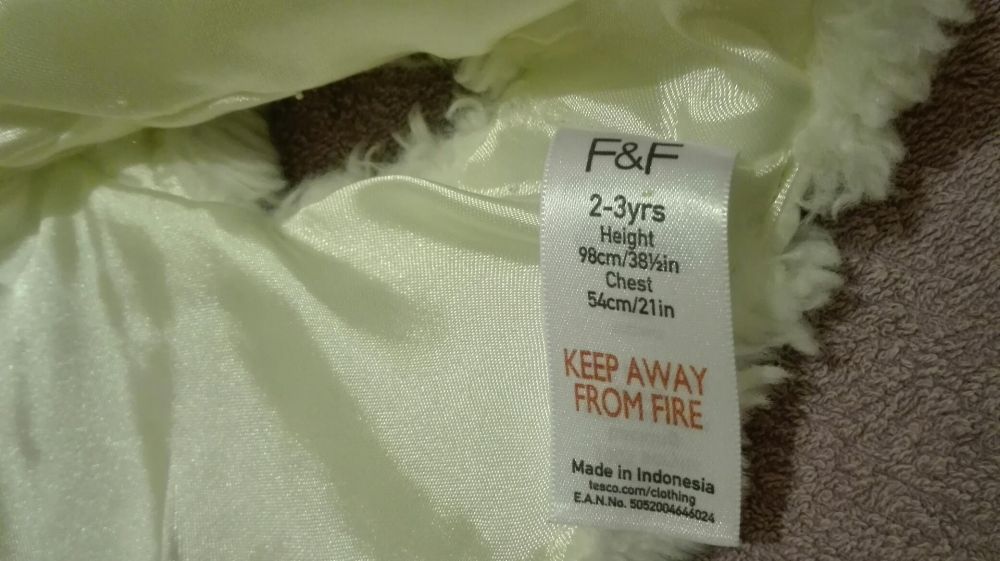 F&F
2-3yrs
Height
98cm/38½in
Chest
54cm/21in
KEEP AWAY
FROM FIRE
Made in Indonesia
tesco.com/clothing
E.A.N.No. 5052004646024